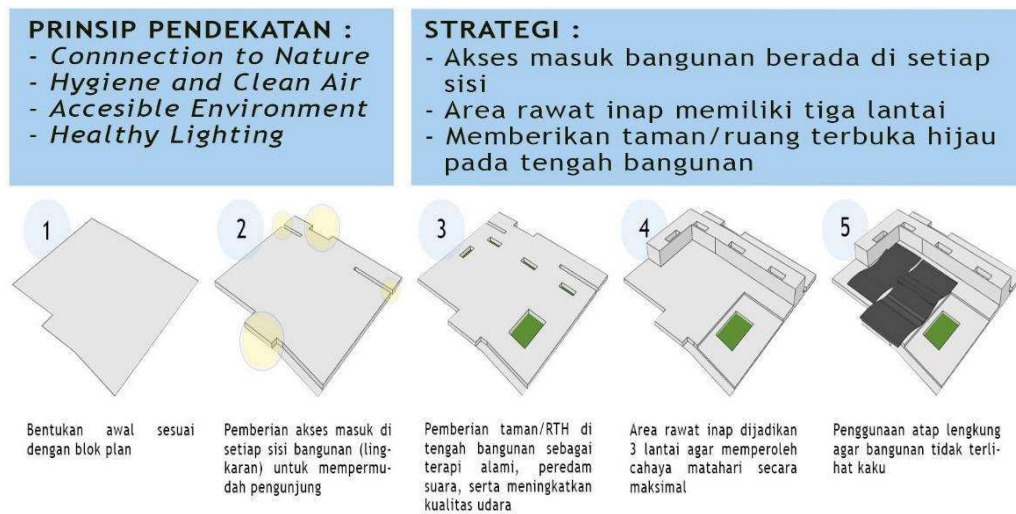 PRINSIP PENDEKATAN :
- Connnection to Nature
- Hygiene and Clean Air
- Accesible Environment
- Healthy Lighting
STRATEGI :
- Akses masuk bangunan berada di setiap
sisi
- Area rawat inap memiliki tiga lantai
- Memberikan taman/ruang terbuka hijau
pada tengah bangunan
1
2
3
4
5
Bentukan awal sesuai
dengan blok plan
Pemberian akses masuk di
setiap sisi bangunan (ling-
karan) untuk mempermu-
dah pengunjung
Pemberian taman/RTH di
tengah bangunan sebagai
terapi alami, peredam
suara, serta meningkatkan
kualitas udara
Area rawat inap dijadikan
3 lantai agar memperoleh
cahaya matahari secara
maksimal
Penggunaan atap lengkung
agar bangunan tidak terli-
hat kaku